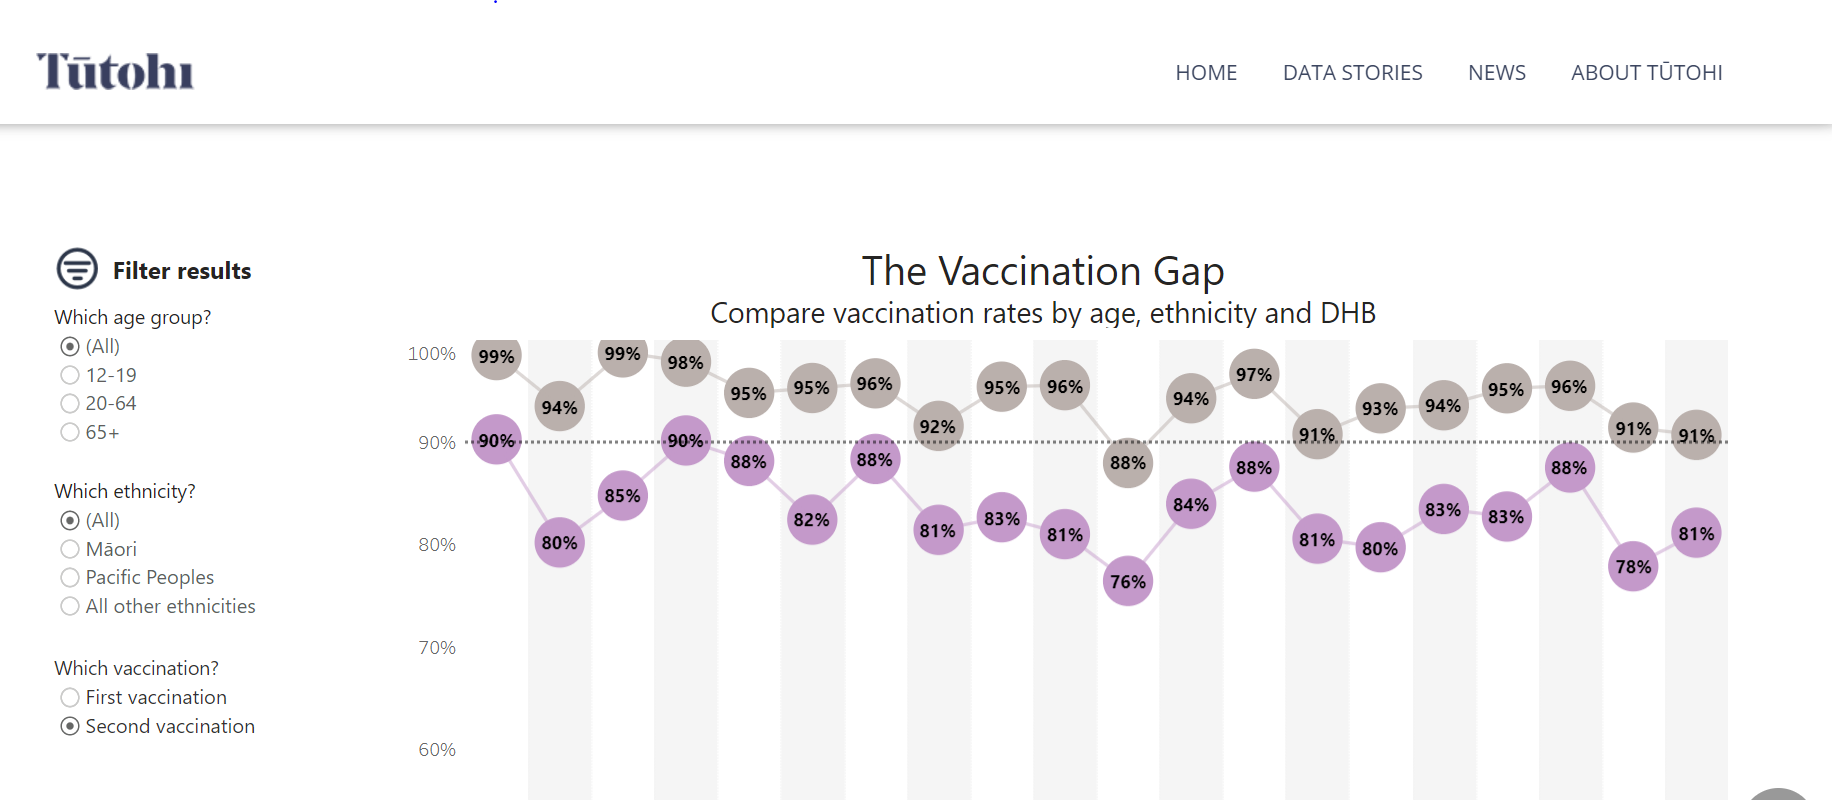 Tūtohi
HOME DATA STORIES NEWS ABOUT TŪTOHI
Filter results
Which age group?
(All)
12-19
20-64
65+
Which ethnicity?
(All)
Māori
Pacific Peoples
All other ethnicities
Which vaccination?
First vaccination
Second vaccination
The Vaccination Gap
Compare vaccination rates by age, ethnicity and DHB
100%
90%
80%
70%
60%
99% 94% 99% 98% 95% 95% 96% 92% 95% 96% 88% 94% 97% 91% 93% 94% 95% 96% 91% 91%
90% 80% 85% 90% 88% 82% 88% 81% 83% 81% 76% 84% 88% 81% 80% 83% 83% 88% 78% 81%